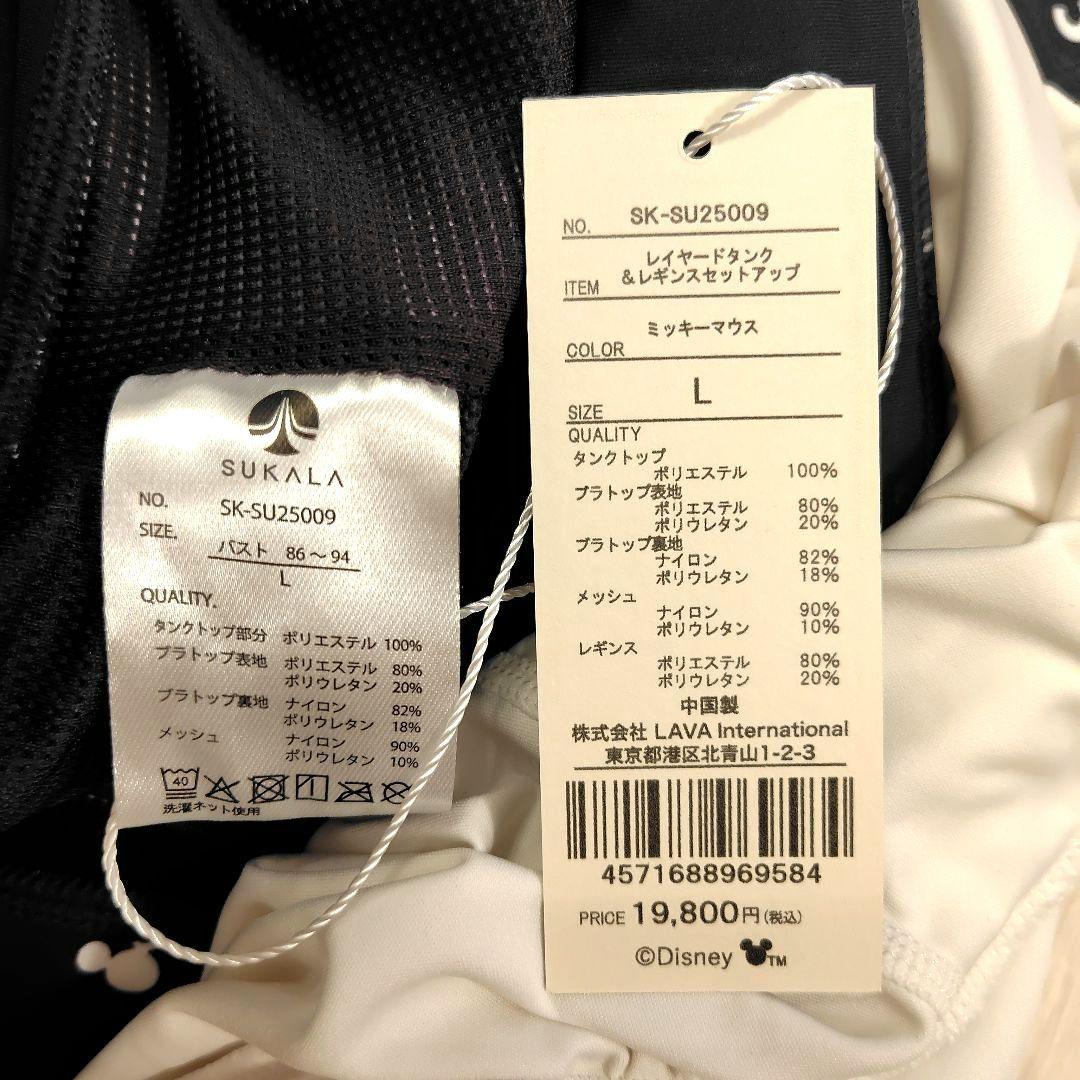 SUKALA
NO. SK-SU25009
SIZE. バスト 86～94
L
QUALITY.
タンクトップ部分 ポリエステル 100%
ブラトップ表地 ポリエステル 80%
ポリウレタン 20%
ブラトップ裏地 ナイロン 82%
ポリウレタン 18%
メッシュ ナイロン 90%
ポリウレタン 10%
40
洗濯ネット使用
NO. SK-SU25009
レイヤードタンク
ITEM &レギンスセットアップ
COLOR ミッキーマウス
SIZE L
QUALITY
タンクトップ
ポリエステル 100%
ブラトップ表地
ポリエステル 80%
ポリウレタン 20%
ブラトップ裏地
ナイロン 82%
ポリウレタン 18%
メッシュ
ナイロン 90%
ポリウレタン 10%
レギンス
ポリエステル 80%
ポリウレタン 20%
中国製
株式会社 LAVA International
東京都港区北青山1-2-3
4571688969584
PRICE 19,800円(税込)
©Disney TM